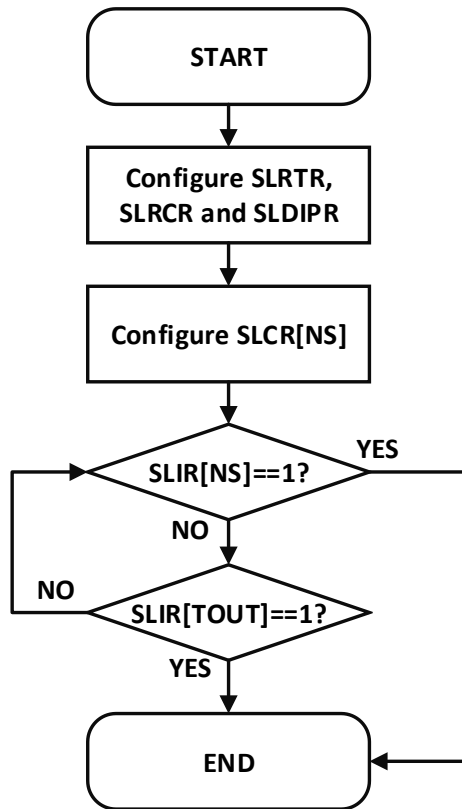 START
Configure SLRTR,
SLRCR and SLDIPR
Configure SLCR[NS]
SLIR[NS]==1?
YES
NO
SLIR[TOUT]==1?
NO
YES
END